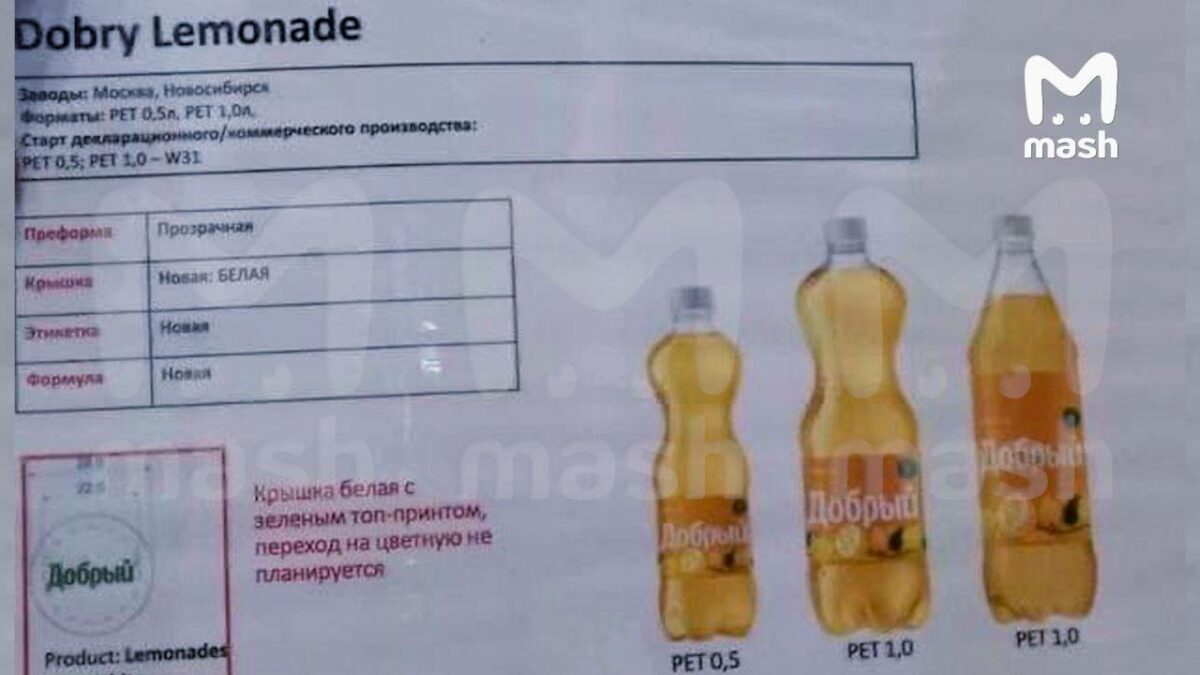 Dobry Lemonade
mash
Заводы: Москва, Новосибирск
Форматы: PET 0,5л, PET 1,0л,
Старт декларационного/коммерческого производства:
PET 0,5; PET 1,0 – W31
Преформа Прозрачная
Крышка Новая: БЕЛАЯ
Этикетка Новая
Формула Новая
Крышка белая с
зеленым топ-принтом,
переход на цветную не
планируется
Добрый
Product: Lemonades
Добрый
Добрый
Добрый
PET 0,5
PET 1,0
PET 1,0
mash mash mash